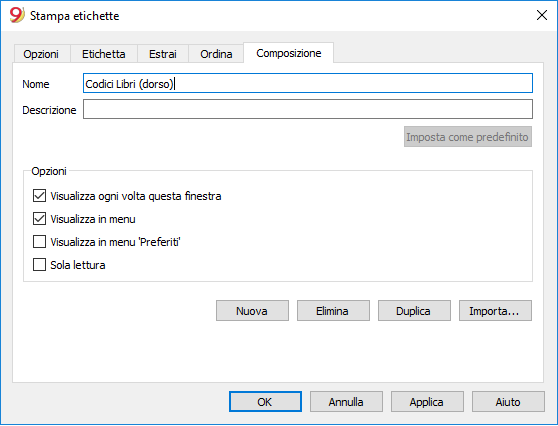 9 Stampa etichette
Opzioni Etichetta Estrai Ordina Composizione
Nome Codici Libri (dorso)
Descrizione
Imposta come predefinito
Opzioni
Visualizza ogni volta questa finestra
Visualizza in menu
Visualizza in menu 'Preferiti'
Sola lettura
Nuova Elimina Duplica Importa...
OK Annulla Applica Aiuto